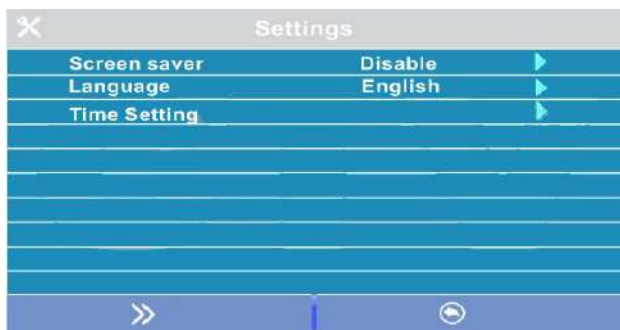 Settings
Screen saver Disable
Language English
Time Setting